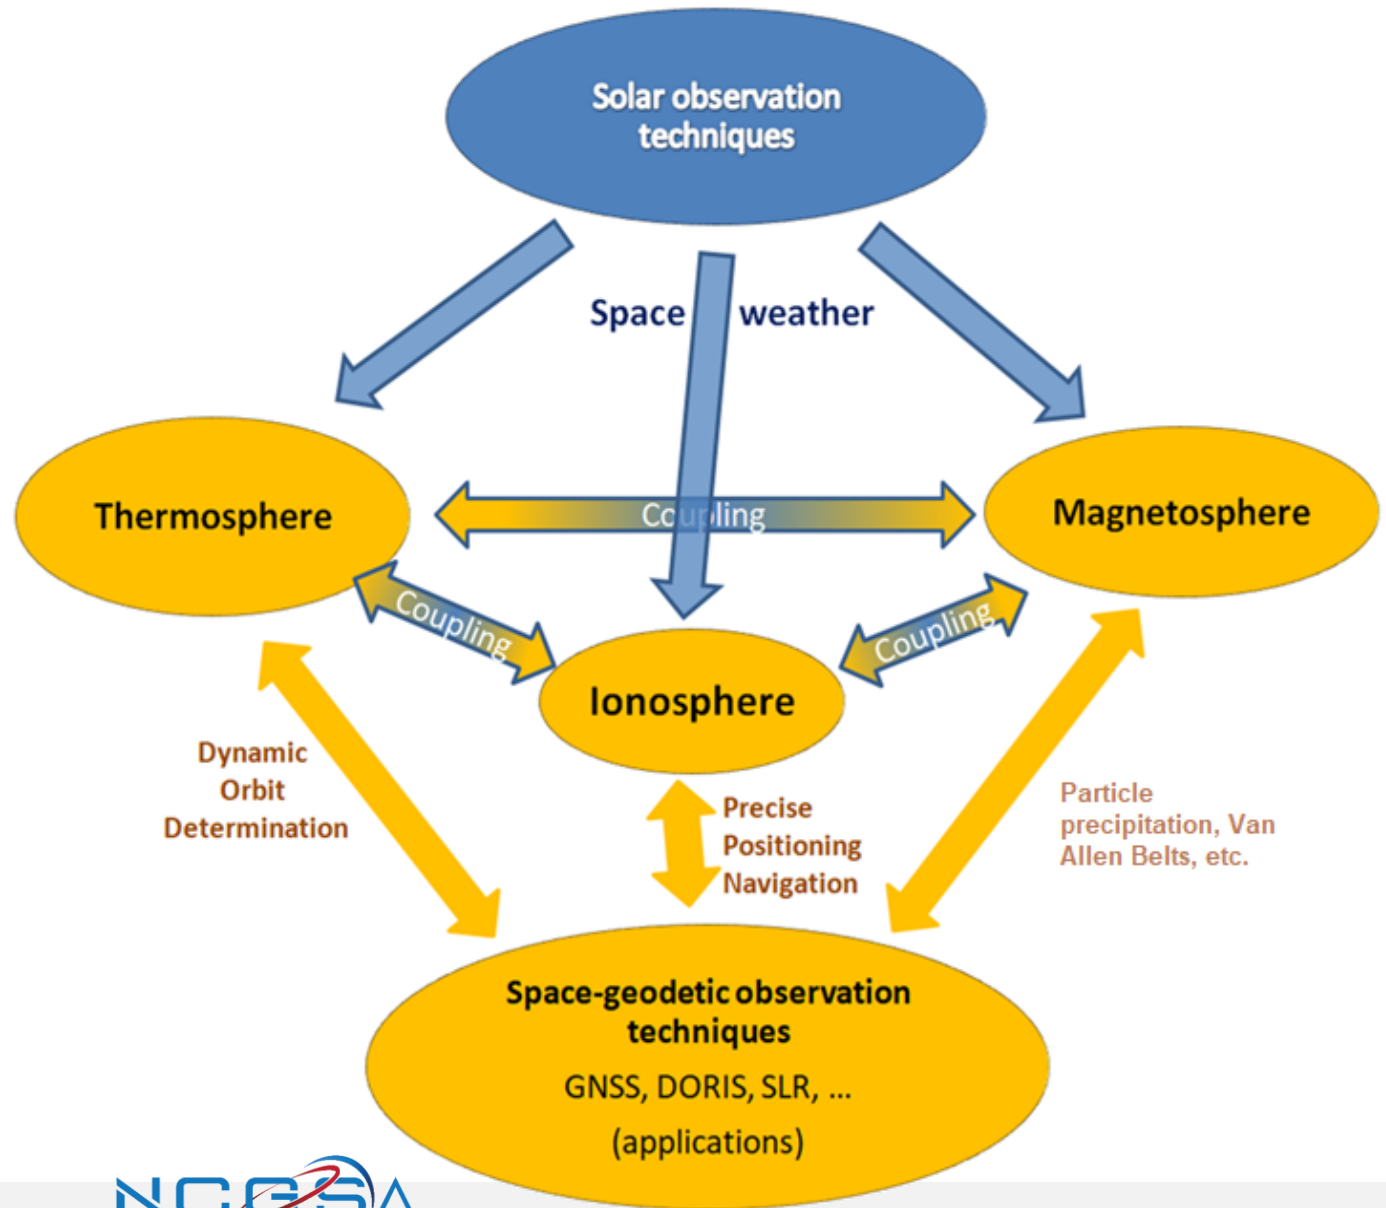 Solar observation
techniques
Space weather
Thermosphere
Coupling
Magnetosphere
Coupling
Coupling
Ionosphere
Dynamic
Orbit
Determination
Precise
Positioning
Navigation
Particle
precipitation, Van
Allen Belts, etc.
Space-geodetic observation
techniques
GNSS, DORIS, SLR, ...
(applications)
NCGSA